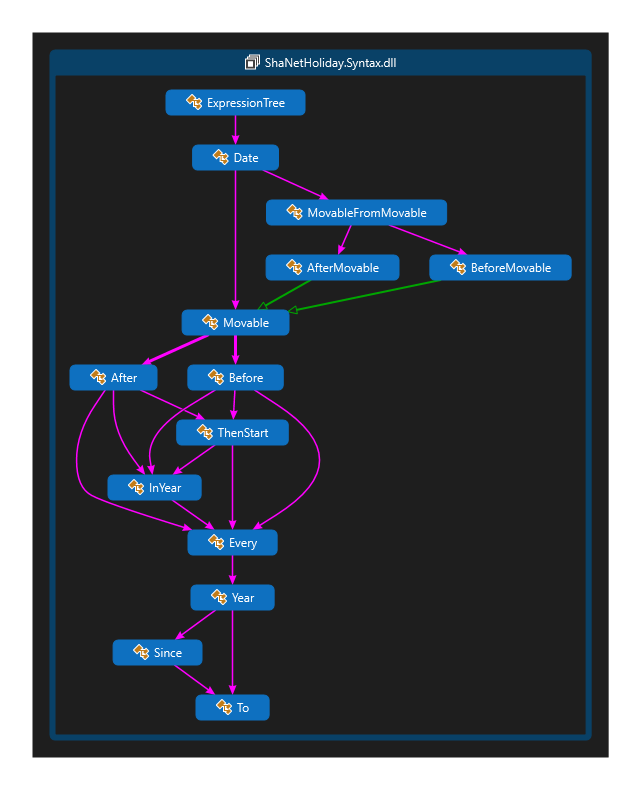 ShaNetHoliday.Syntax.dll
ExpressionTree
Date
MovableFromMovable
AfterMovable
BeforeMovable
Movable
After
Before
ThenStart
InYear
Every
Year
Since
To